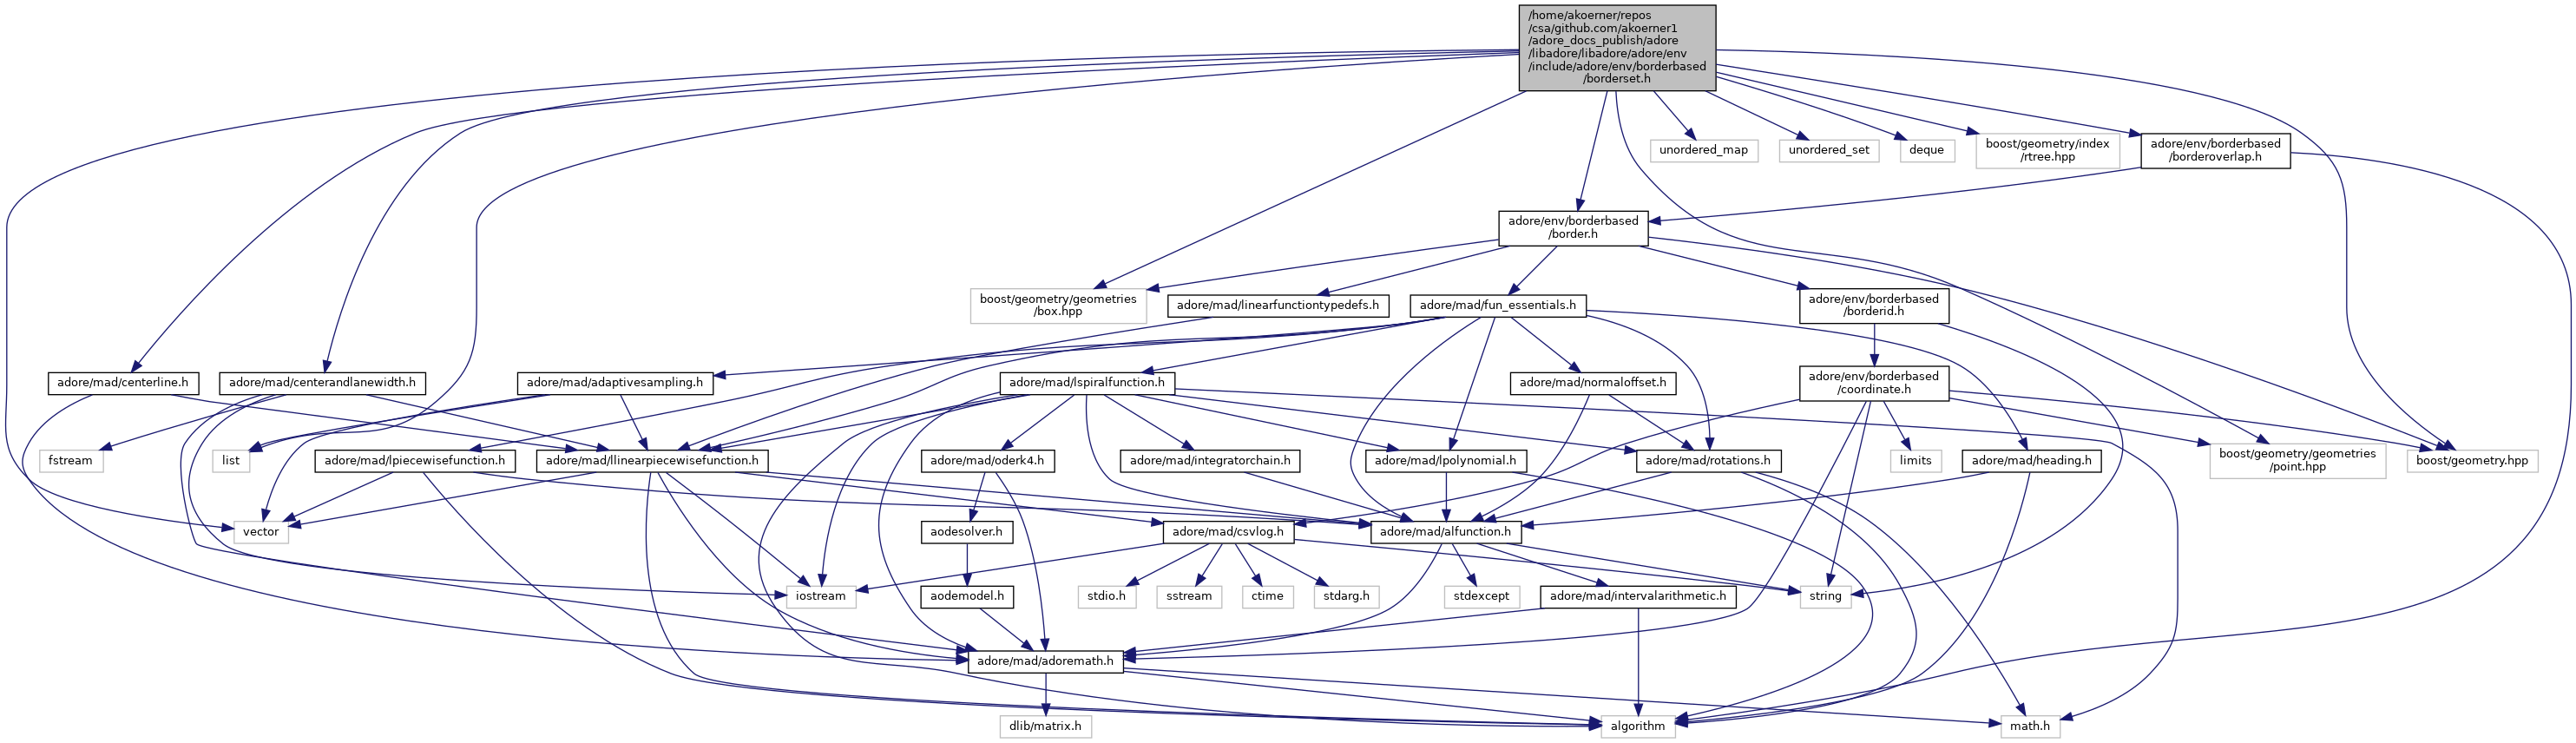 /home/akoerner/repos
/csa/github.com/akoerner1
/adore_docs_publish/adore
/libadore/libadore/adore/env
/include/adore/env/borderbased
/borderset.h
unordered_map
unordered_set
deque
boost/geometry/index
/rtree.hpp
adore/env/borderbased
/borderoverlap.h
adore/env/borderbased
/border.h
boost/geometry/geometries
/box.hpp
adore/mad/linearfunctiontypedefs.h
adore/mad/fun_essentials.h
adore/env/borderbased
/borderid.h
adore/mad/centerline.h
adore/mad/centerandlanewidth.h
adore/mad/adaptivesampling.h
adore/mad/lspiralfunction.h
adore/mad/normaloffset.h
adore/env/borderbased
/coordinate.h
fstream
list
adore/mad/lpiecewisefunction.h
adore/mad/llinearpiecewisefunction.h
adore/mad/oderk4.h
adore/mad/integratorchain.h
adore/mad/lpolynomial.h
adore/mad/rotations.h
limits
adore/mad/heading.h
boost/geometry/geometries
/point.hpp
boost/geometry.hpp
vector
aodesolver.h
adore/mad/csvlog.h
adore/mad/alfunction.h
iostream
aodemodel.h
stdio.h
sstream
ctime
stdarg.h
stdexcept
adore/mad/intervalarithmetic.h
string
adore/mad/adoremath.h
dlib/matrix.h
algorithm
math.h